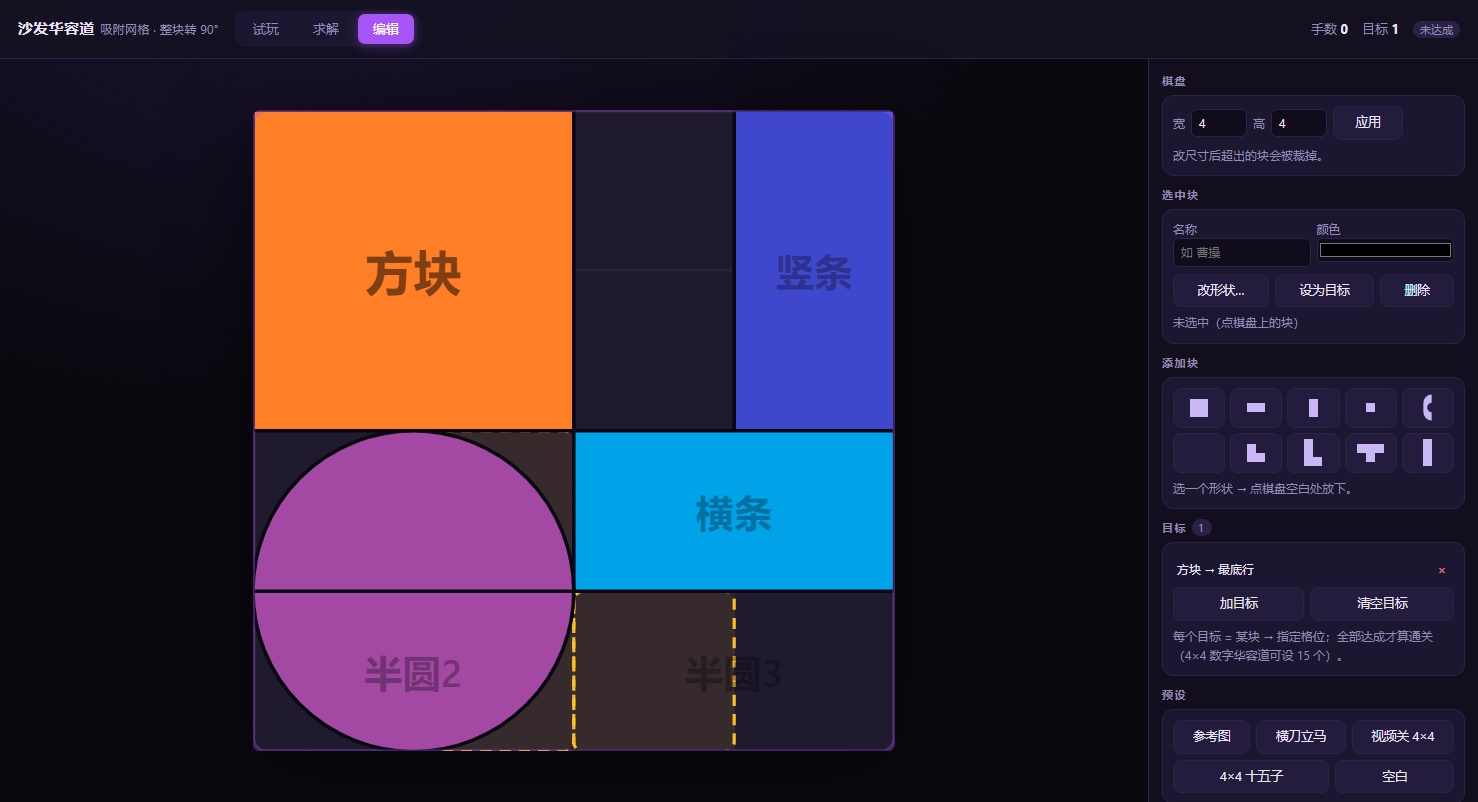 沙发华容道 吸附网格 · 整块转 90° 试玩 求解 编辑 手数 0 目标 1 未达成
方块
竖条
横条
半圆2
半圆3
棋盘
宽 4 高 4 应用
改尺寸后超出的块会被裁掉。
选中块
名称 颜色
如 曹操
改形状... 设为目标 删除
未选中（点棋盘上的块）
添加块
选一个形状 → 点棋盘空白处放下。
目标 1
方块 → 最底行 ×
加目标 清空目标
每个目标 = 某块 → 指定格位；全部达成才算通关
（4×4 数字华容道可设 15 个）。
预设
参考图 横刀立马 视频关 4×4
4×4 十五子 空白